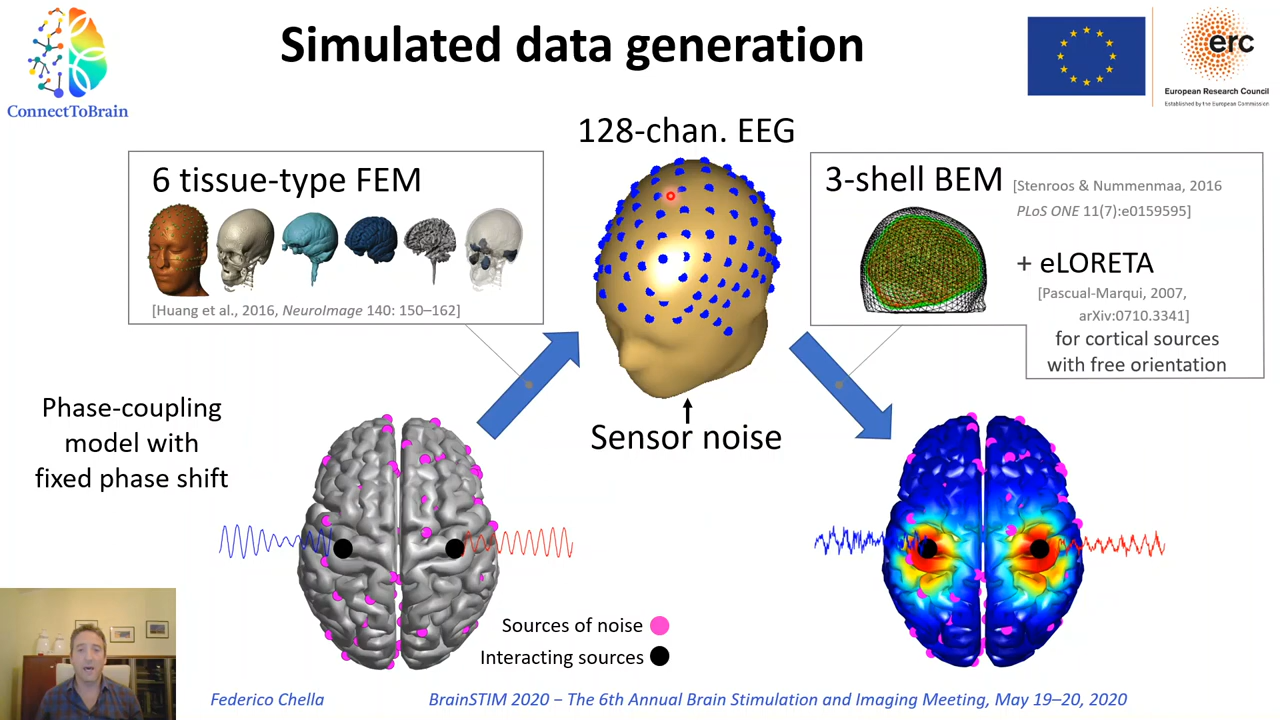 Simulated data generation
ConnectToBrain
erc
European Research Council
Established by the European Commission
128-chan. EEG
6 tissue-type FEM
[Huang et al., 2016, NeuroImage 140: 150–162]
3-shell BEM
[Stenroos & Nummenmaa, 2016
PLoS ONE 11(7):e0159595]
+ eLORETA
[Pascual-Marqui, 2007,
arXiv:0710.3341]
for cortical sources
with free orientation
Phase-coupling
model with
fixed phase shift
Sensor noise
Sources of noise
Interacting sources
Federico Chella
BrainSTIM 2020 – The 6th Annual Brain Stimulation and Imaging Meeting, May 19–20, 2020